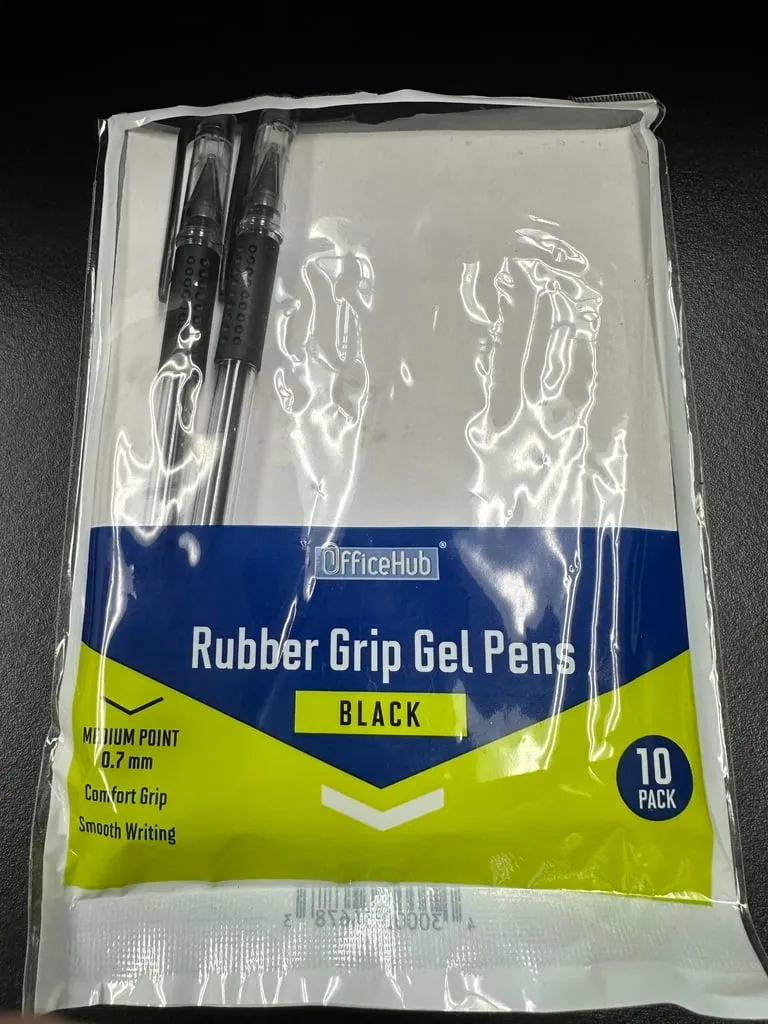 OfficeHub®
Rubber Grip Gel Pens
BLACK
MEDIUM POINT
0.7 mm
Comfort Grip
Smooth Writing
10
PACK